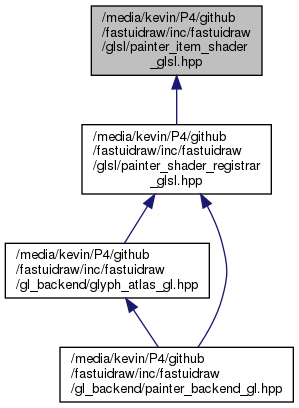 /media/kevin/P4/github
/fastuidraw/inc/fastuidraw
/glsl/painter_item_shader
_glsl.hpp
/media/kevin/P4/github
/fastuidraw/inc/fastuidraw
/glsl/painter_shader_registrar
_glsl.hpp
/media/kevin/P4/github
/fastuidraw/inc/fastuidraw
/gl_backend/glyph_atlas_gl.hpp
/media/kevin/P4/github
/fastuidraw/inc/fastuidraw
/gl_backend/painter_backend_gl.hpp